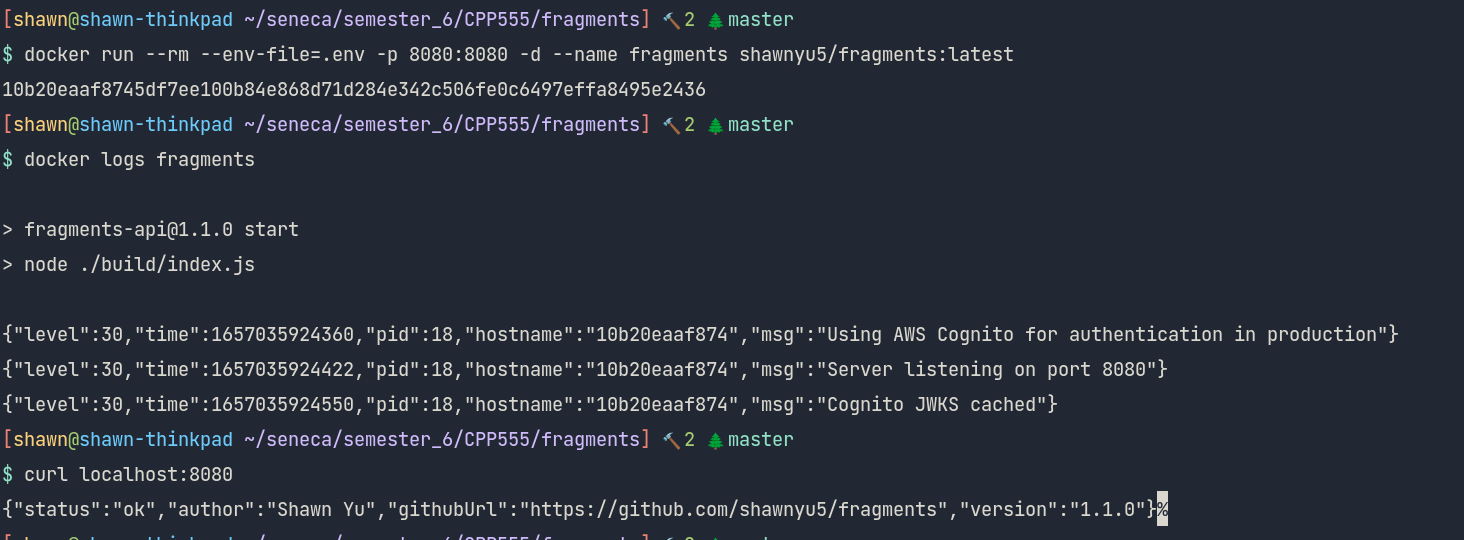 [shawn@shawn-thinkpad ~/seneca/semester_6/CPP555/fragments] 🔨2 🌲master
$ docker run --rm --env-file=.env -p 8080:8080 -d --name fragments shawnyu5/fragments:latest
10b20eaaf8745df7ee100b84e868d71d284e342c506fe0c6497effa8495e2436
[shawn@shawn-thinkpad ~/seneca/semester_6/CPP555/fragments] 🔨2 🌲master
$ docker logs fragments
> fragments-api@1.1.0 start
> node ./build/index.js
{"level":30,"time":1657035924360,"pid":18,"hostname":"10b20eaaf874","msg":"Using AWS Cognito for authentication in production"}
{"level":30,"time":1657035924422,"pid":18,"hostname":"10b20eaaf874","msg":"Server listening on port 8080"}
{"level":30,"time":1657035924550,"pid":18,"hostname":"10b20eaaf874","msg":"Cognito JWKS cached"}
[shawn@shawn-thinkpad ~/seneca/semester_6/CPP555/fragments] 🔨2 🌲master
$ curl localhost:8080
{"status":"ok","author":"Shawn Yu","githubUrl":"https://github.com/shawnyu5/fragments","version":"1.1.0"}%